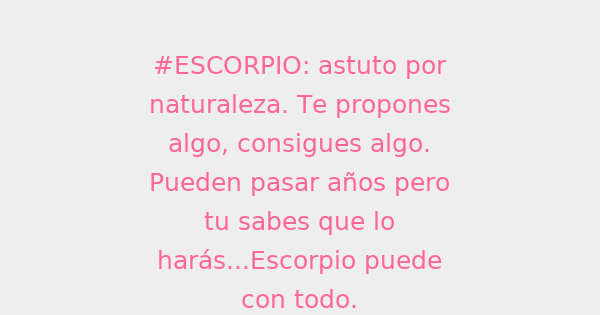 #ESCORPIO: astuto por
naturaleza. Te propones
algo, consigues algo.
Pueden pasar años pero
tu sabes que lo
harás...Escorpio puede
con todo.